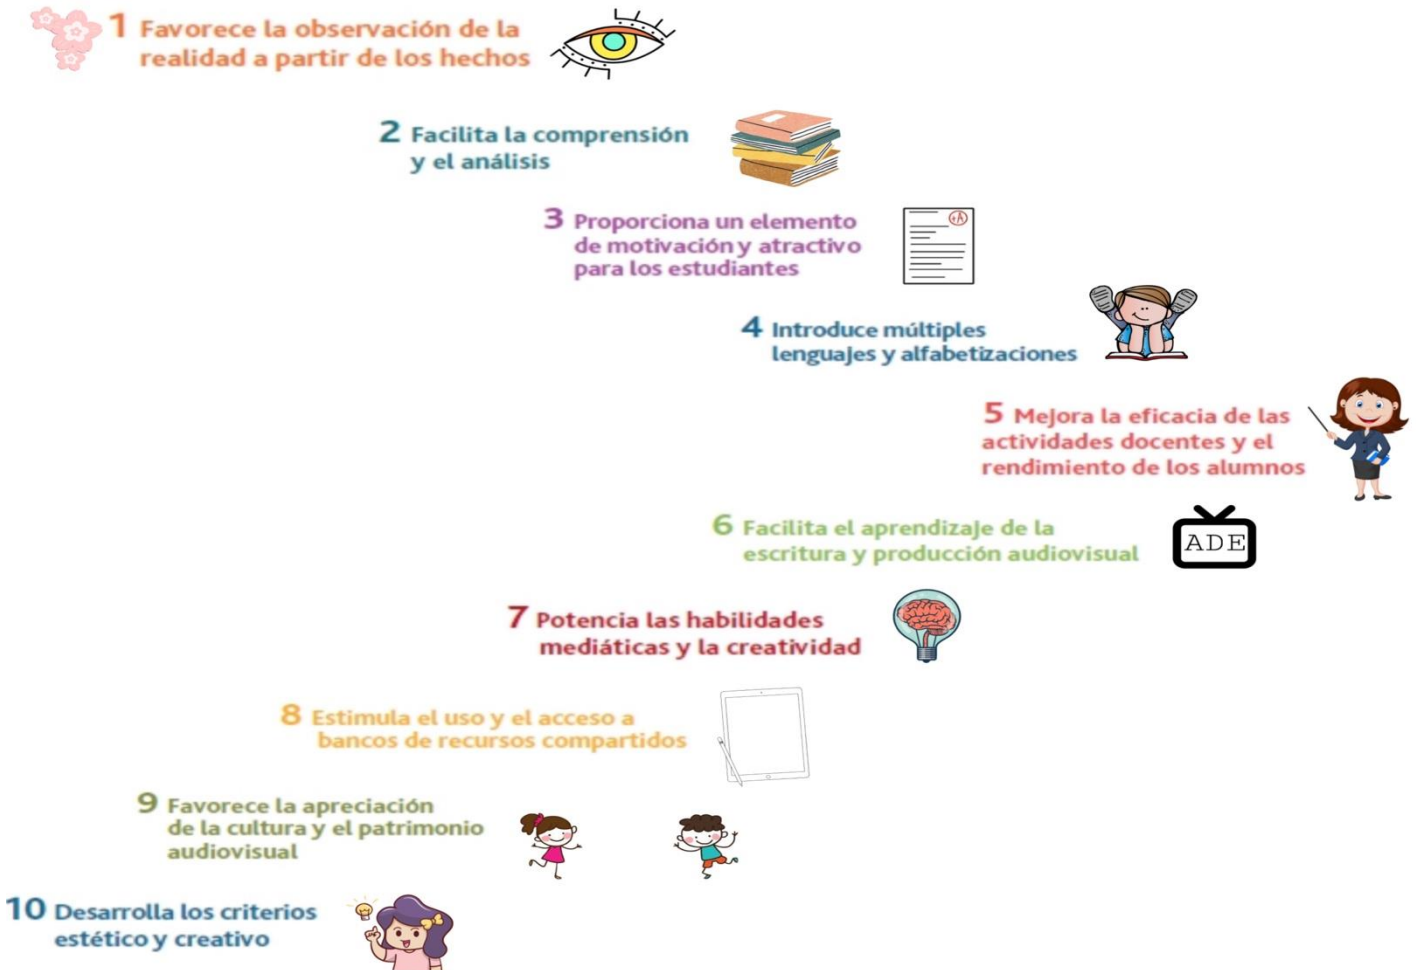 1 Favorece la observación de la
realidad a partir de los hechos
2 Facilita la comprensión
y el análisis
3 Proporciona un elemento
de motivación y atractivo
para los estudiantes
+A
4 Introduce múltiples
lenguajes y alfabetizaciones
5 Mejora la eficacia de las
actividades docentes y el
rendimiento de los alumnos
6 Facilita el aprendizaje de la
escritura y producción audiovisual
ADE
7 Potencia las habilidades
mediáticas y la creatividad
8 Estimula el uso y el acceso a
bancos de recursos compartidos
9 Favorece la apreciación
de la cultura y el patrimonio
audiovisual
10 Desarrolla los criterios
estético y creativo